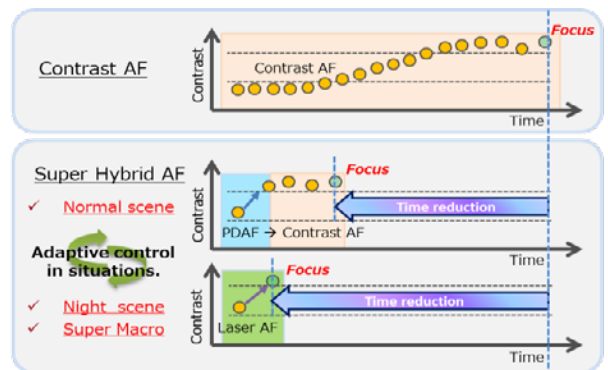 Focus
Contrast AF
Contrast
Contrast AF
Time
Super Hybrid AF
Contrast
Focus
✓ Normal scene
Time reduction
PDAF → Contrast AF
Time
Adaptive control
in situations.
Contrast
Focus
✓ Night scene
Time reduction
✓ Super Macro
Laser AF
Time